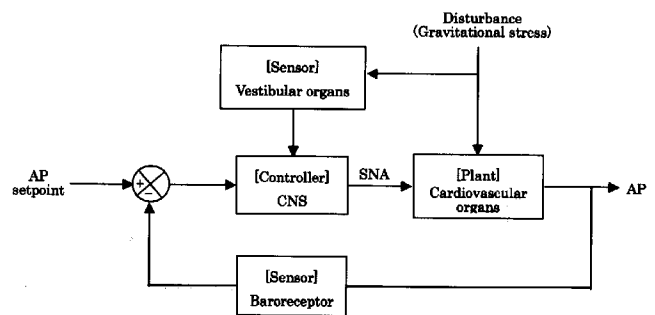 Disturbance
(Gravitational stress)
[Sensor]
Vestibular organs
AP
setpoint
+
−
[Controller]
CNS
SNA
[Plant]
Cardiovascular
organs
AP
[Sensor]
Baroreceptor